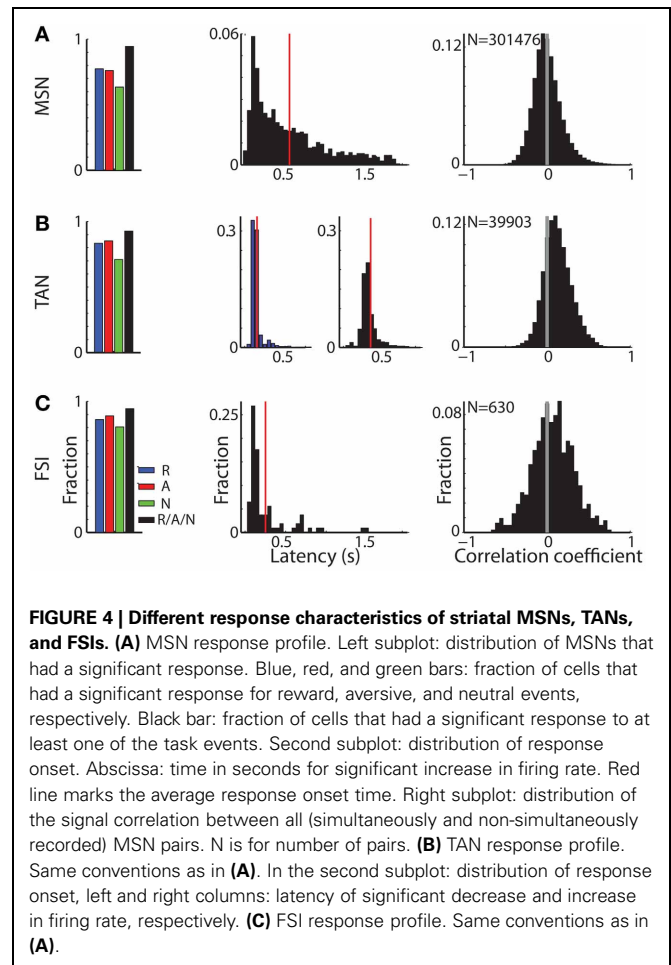 A
MSN
1
0
0.06
0
0.5
1.5
N=301476
0.12
0
−1
0
1
B
TAN
1
0
0.3
0
0.5
0.3
0
0.5
N=39903
0.12
0
−1
0
1
C
FSI
Fraction
1
0
R
A
N
R/A/N
Fraction
0.25
0
0.5
1.5
Latency (s)
Fraction
N=630
0.08
0
−1
0
1
Correlation coefficient
FIGURE 4 | Different response characteristics of striatal MSNs, TANs,
and FSIs. (A) MSN response profile. Left subplot: distribution of MSNs that
had a significant response. Blue, red, and green bars: fraction of cells that
had a significant response for reward, aversive, and neutral events,
respectively. Black bar: fraction of cells that had a significant response to at
least one of the task events. Second subplot: distribution of response
onset. Abscissa: time in seconds for significant increase in firing rate. Red
line marks the average response onset time. Right subplot: distribution of
the signal correlation between all (simultaneously and non-simultaneously
recorded) MSN pairs. N is for number of pairs. (B) TAN response profile.
Same conventions as in (A). In the second subplot: distribution of response
onset, left and right columns: latency of significant decrease and increase
in firing rate, respectively. (C) FSI response profile. Same conventions as in
(A).